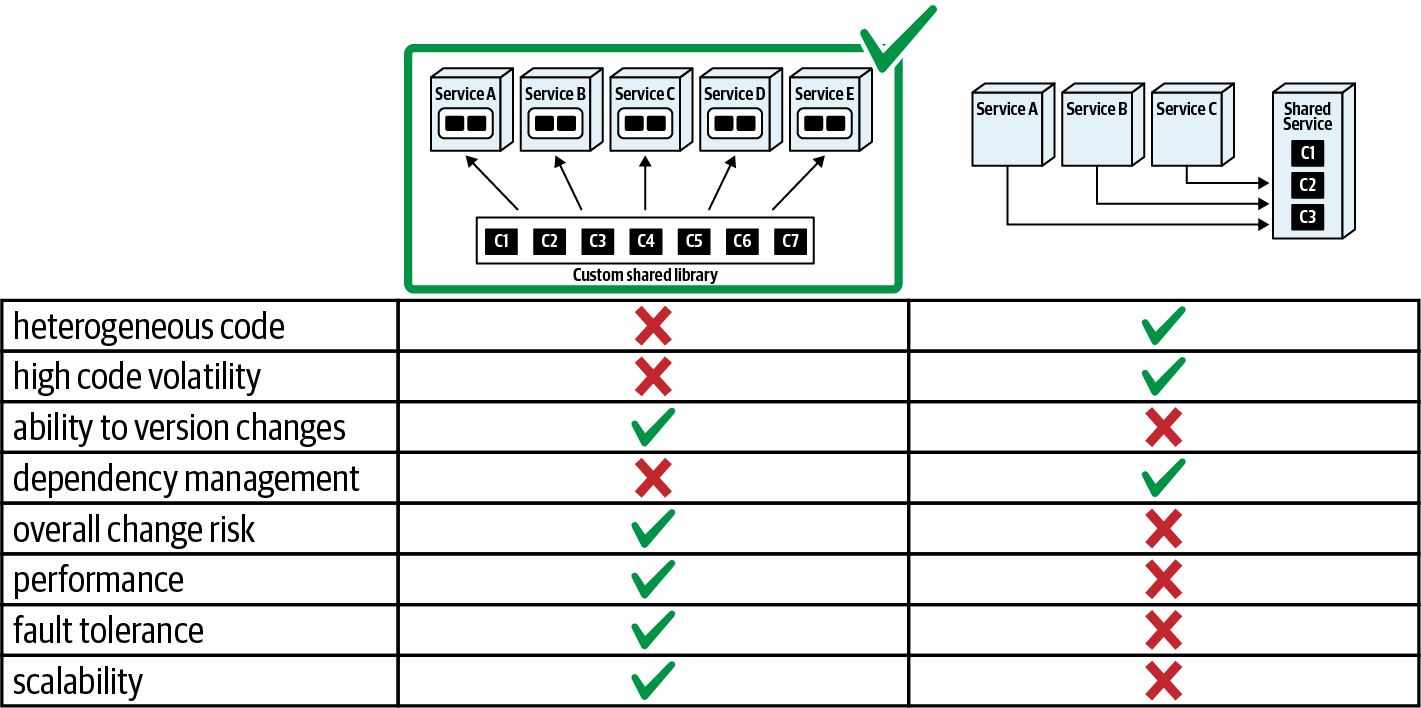 Service A
Service B
Service C
Service D
Service E
C1 C2 C3 C4 C5 C6 C7
Custom shared library
Service A
Service B
Service C
Shared
Service
C1
C2
C3
heterogeneous code
high code volatility
ability to version changes
dependency management
overall change risk
performance
fault tolerance
scalability